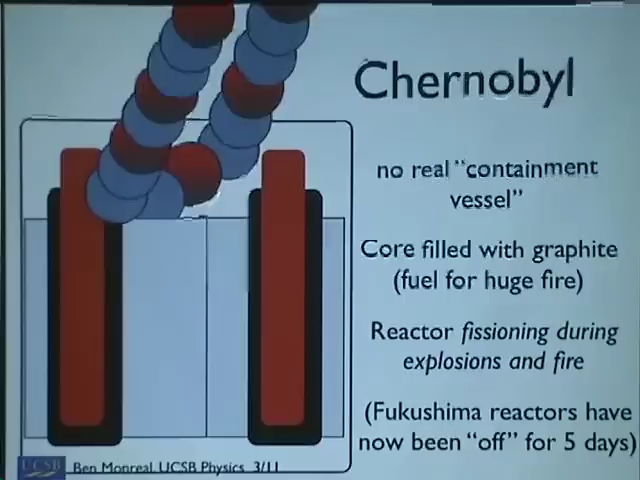 Chernobyl
no real "containment
vessel"
Core filled with graphite
(fuel for huge fire)
Reactor fissioning during
explosions and fire
(Fukushima reactors have
now been "off" for 5 days)
UCSB Ben Monreal, UCSB Physics 3/11